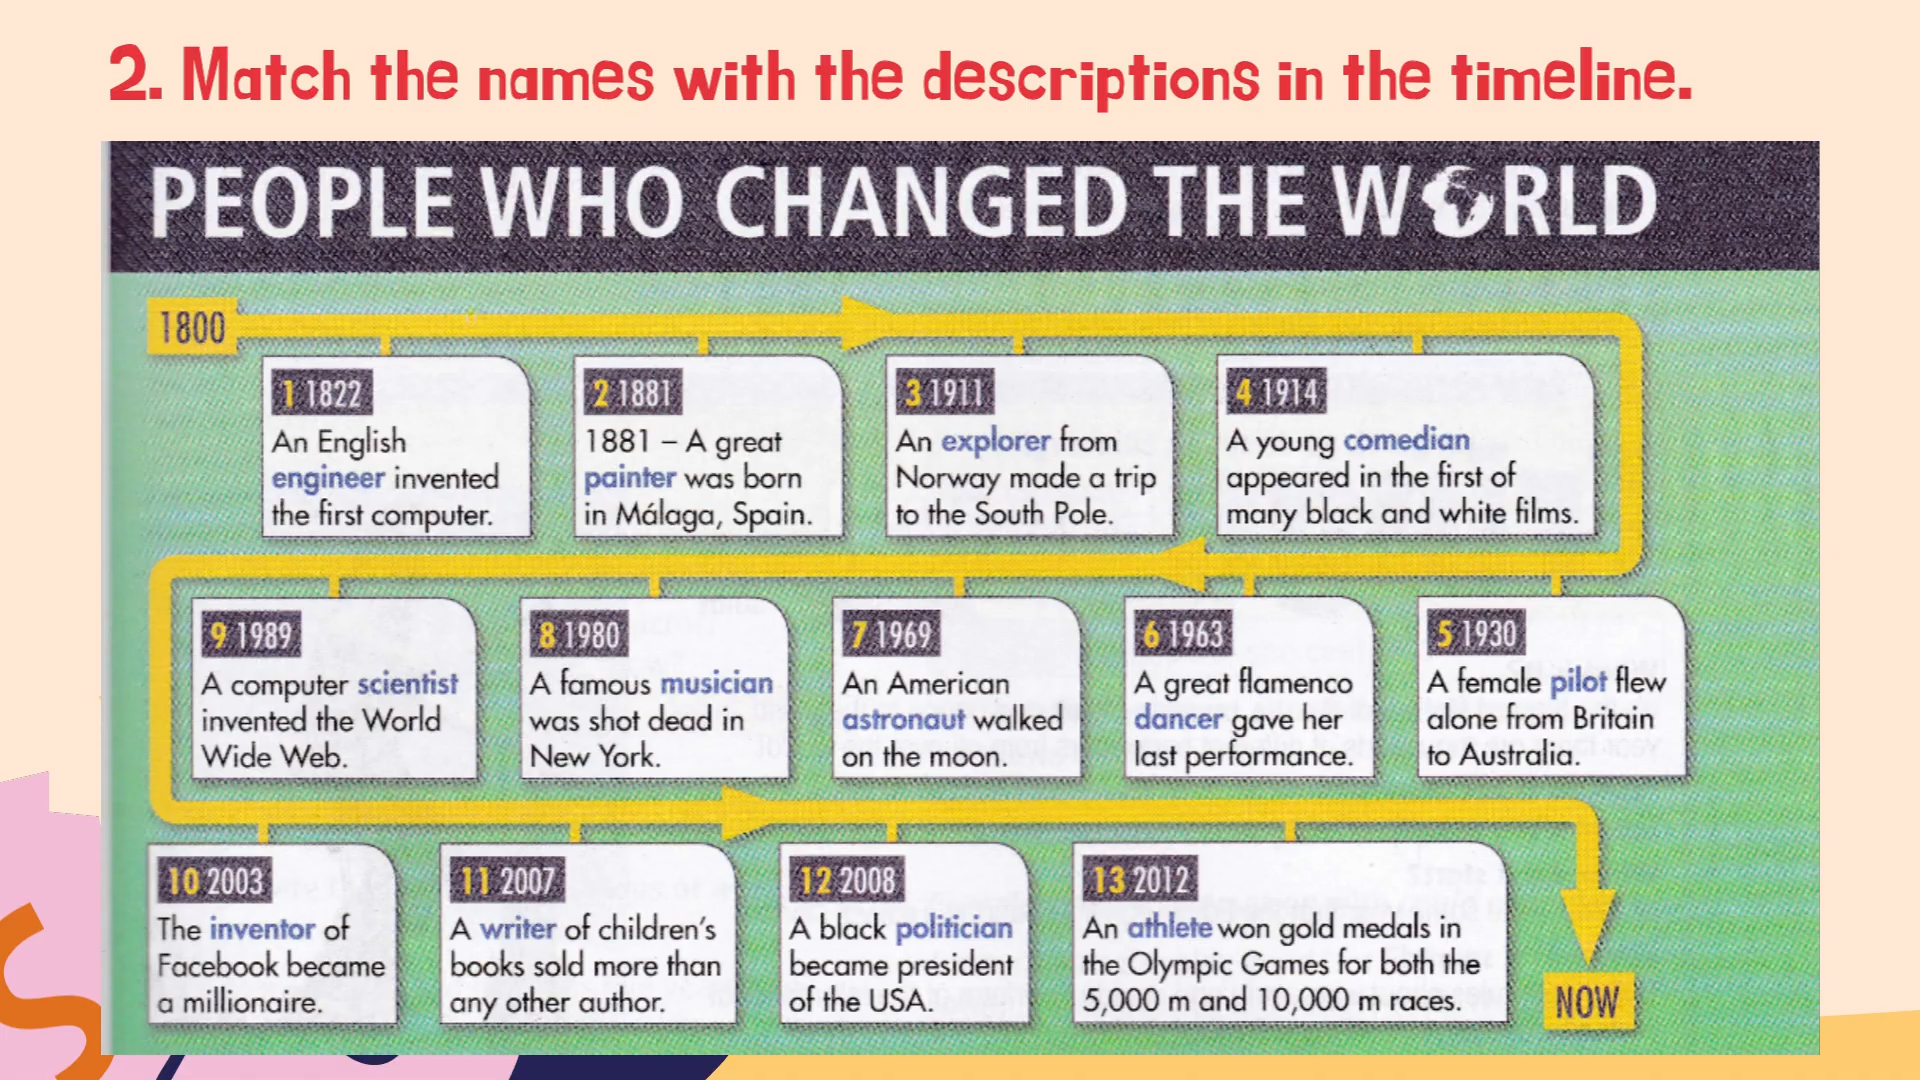 2. Match the names with the descriptions in the timeline.
PEOPLE WHO CHANGED THE WORLD
1800
1 1822
An English
engineer invented
the first computer.
2 1881
1881 – A great
painter was born
in Málaga, Spain.
3 1911
An explorer from
Norway made a trip
to the South Pole.
4 1914
A young comedian
appeared in the first of
many black and white films.
5 1930
A female pilot flew
alone from Britain
to Australia.
6 1963
A great flamenco
dancer gave her
last performance.
7 1969
An American
astronaut walked
on the moon.
8 1980
A famous musician
was shot dead in
New York.
9 1989
A computer scientist
invented the World
Wide Web.
10 2003
The inventor of
Facebook became
a millionaire.
11 2007
A writer of children's
books sold more than
any other author.
12 2008
A black politician
became president
of the USA.
13 2012
An athlete won gold medals in
the Olympic Games for both the
5,000 m and 10,000 m races.
NOW